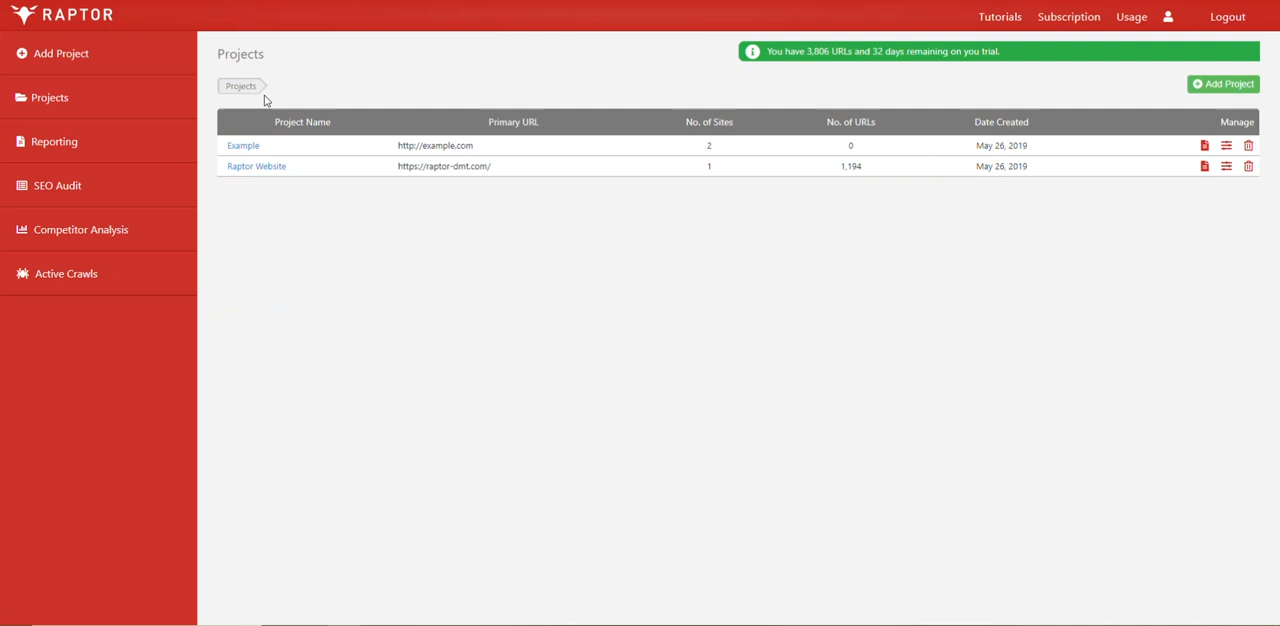 RAPTOR
Tutorials Subscription Usage Logout
Add Project
Projects
Reporting
SEO Audit
Competitor Analysis
Active Crawls
Projects
You have 3,806 URLs and 32 days remaining on you trial.
Projects
Add Project
Project Name Primary URL No. of Sites No. of URLs Date Created Manage
Example http://example.com 2 0 May 26, 2019
Raptor Website https://raptor-dmt.com/ 1 1,194 May 26, 2019